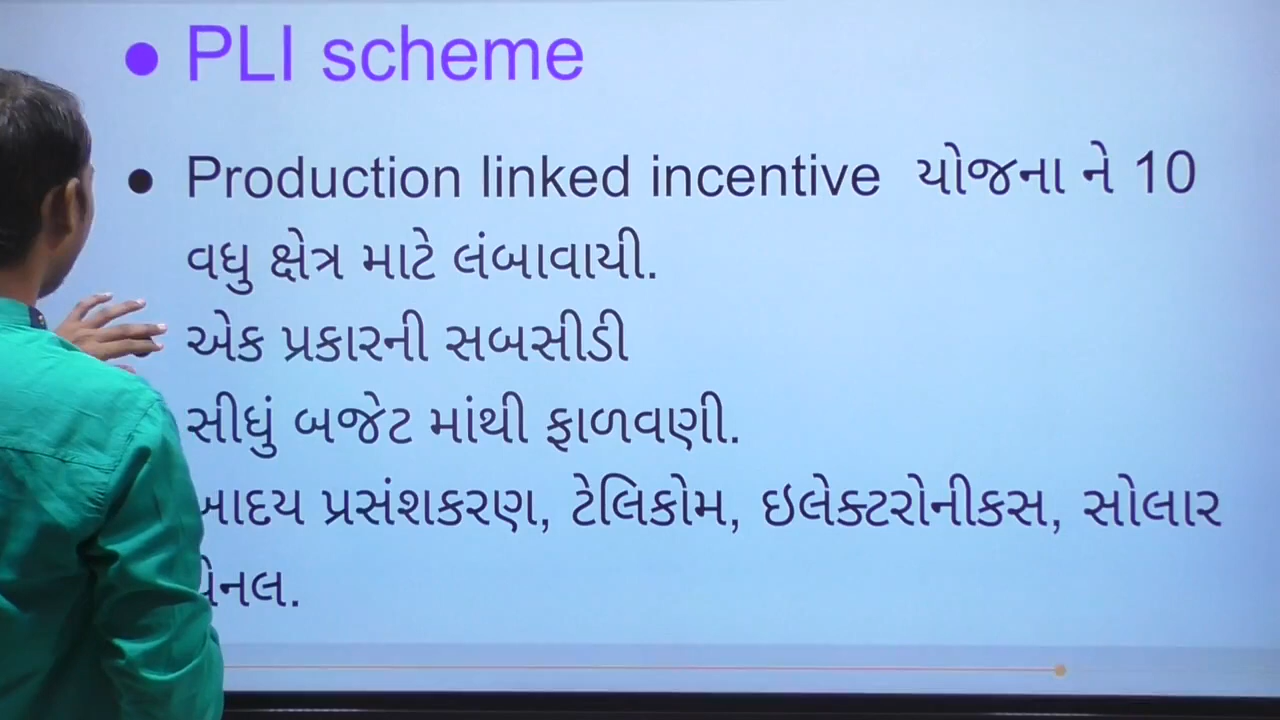 • PLI scheme
• Production linked incentive યોજના ને 10
વધુ ક્ષેત્ર માટે લંબાવાયી.
એક પ્રકારની સબસીડી
સીધું બજેટ માંથી ફાળવણી.
પ્રસંશકરણ, ટેલિકોમ, ઇલેક્ટરોનીકસ, સોલાર